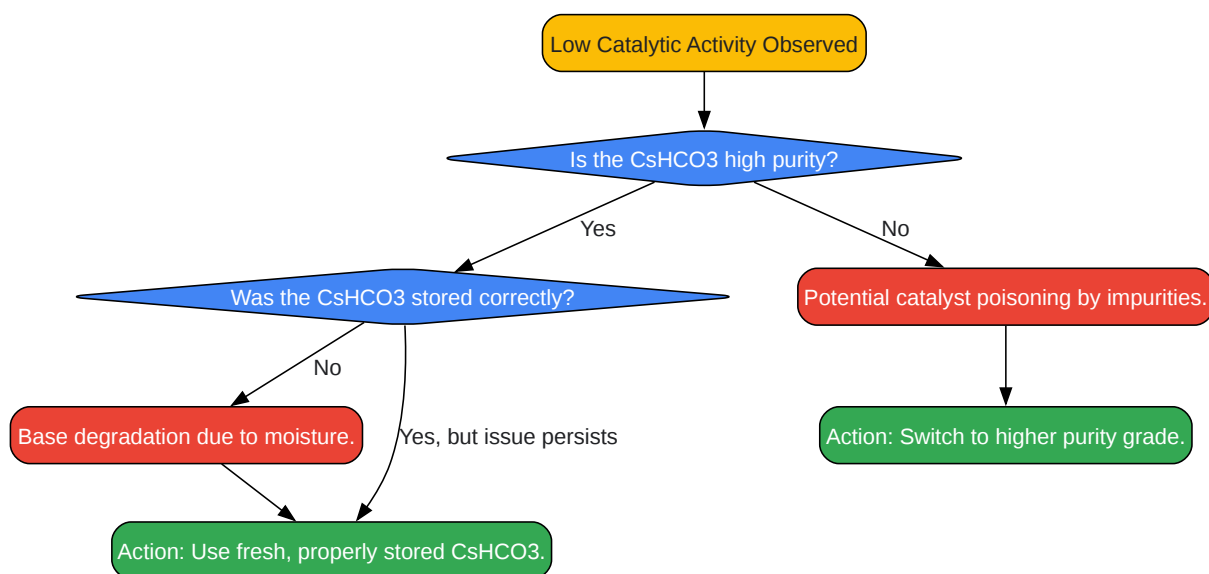 Low Catalytic Activity Observed
Is the CsHCO3 high purity?
Yes
No
Was the CsHCO3 stored correctly?
Potential catalyst poisoning by impurities.
No
Base degradation due to moisture.
Yes, but issue persists
Action: Switch to higher purity grade.
Action: Use fresh, properly stored CsHCO3.